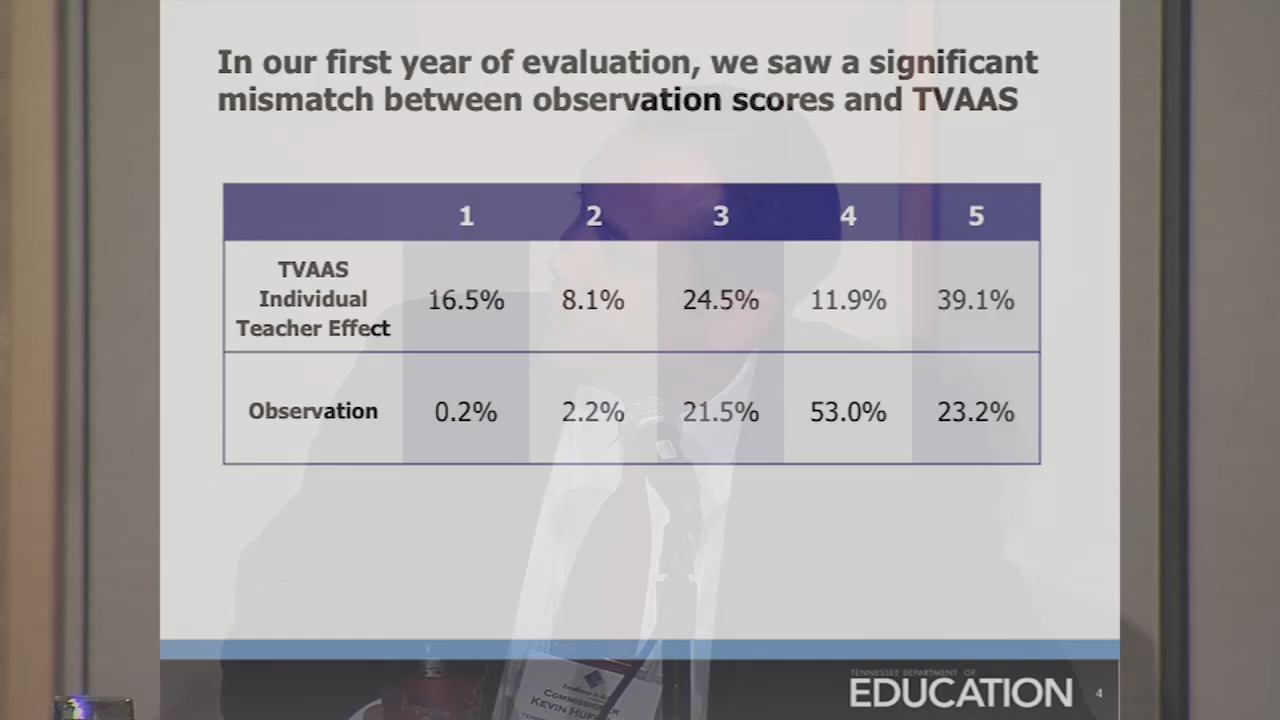 In our first year of evaluation, we saw a significant
mismatch between observation scores and TVAAS
1 2 3 4 5
TVAAS
Individual
Teacher Effect
16.5% 8.1% 24.5% 11.9% 39.1%
Observation 0.2% 2.2% 21.5% 53.0% 23.2%
TENNESSEE DEPARTMENT OF
EDUCATION
4
Excellence in
COMMISSIONER
KEVIN